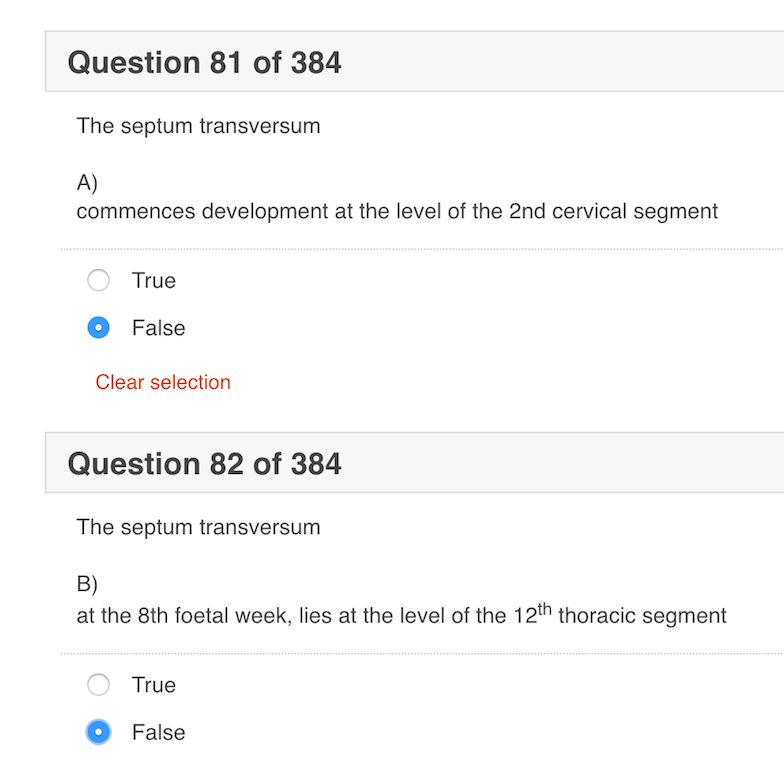 Question 81 of 384
The septum transversum
A)
commences development at the level of the 2nd cervical segment
True
False
Clear selection
Question 82 of 384
The septum transversum
B)
at the 8th foetal week, lies at the level of the 12th thoracic segment
True
False